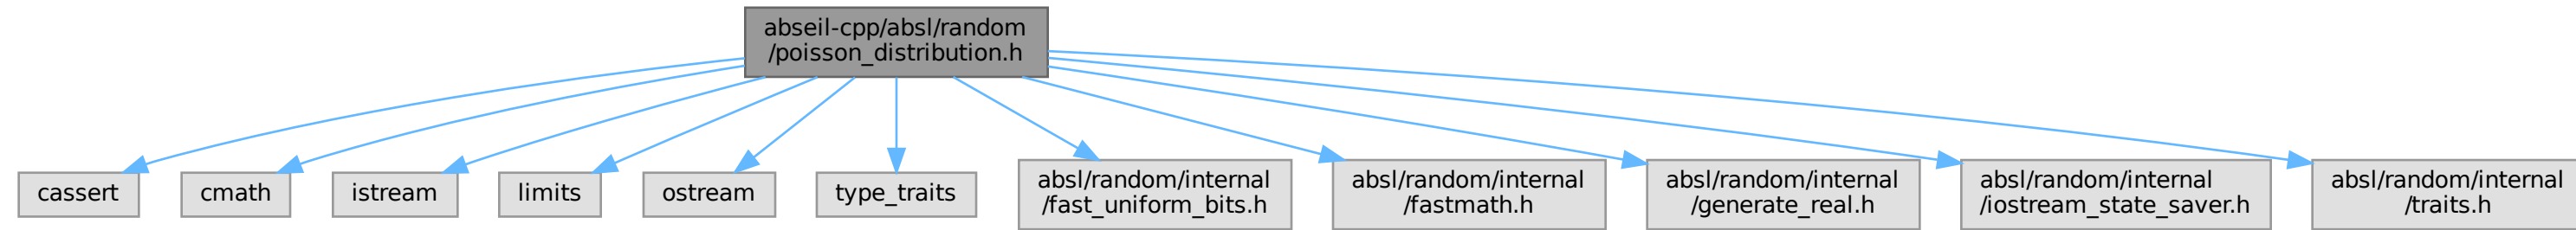 abseil-cpp/absl/random
/poisson_distribution.h
cassert
cmath
istream
limits
ostream
type_traits
absl/random/internal
/fast_uniform_bits.h
absl/random/internal
/fastmath.h
absl/random/internal
/generate_real.h
absl/random/internal
/iostream_state_saver.h
absl/random/internal
/traits.h